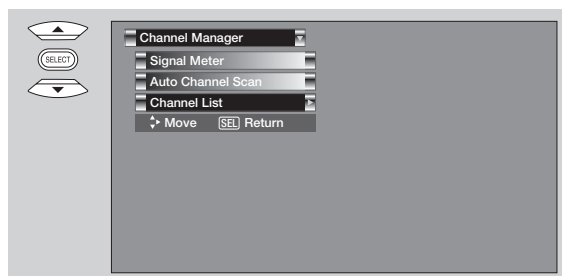 SELECT
Channel Manager
Signal Meter
Auto Channel Scan
Channel List
Move SEL Return